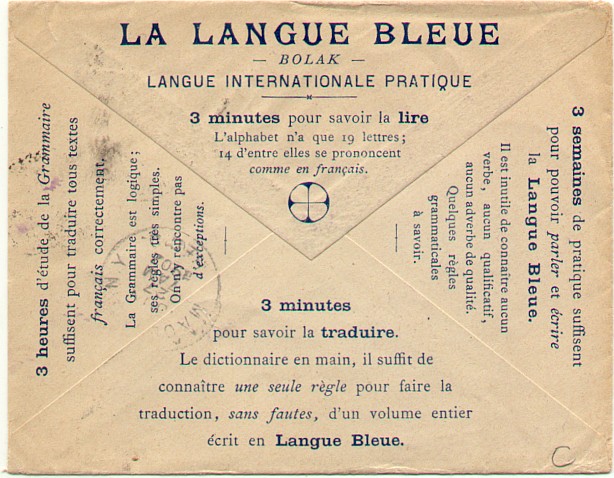 LA LANGUE BLEUE
— BOLAK —
LANGUE INTERNATIONALE PRATIQUE
3 minutes pour savoir la lire
L'alphabet n'a que 19 lettres;
14 d'entre elles se prononcent
comme en français.
3 heures d'étude de la Grammaire
suffisent pour traduire tous textes
français correctement.
La Grammaire est logique;
ses règles très simples.
On n'y rencontre pas
d'exceptions.
3 semaines de pratique suffisent
pour pouvoir parler et écrire
la Langue Bleue.
Il est inutile de connaître aucun
verbe, aucun qualificatif,
aucun adverbe de qualité.
Quelques règles
grammaticales
à savoir.
3 minutes
pour savoir la traduire.
Le dictionnaire en main, il suffit de
connaître une seule règle pour faire la
traduction, sans fautes, d'un volume entier
écrit en Langue Bleue.
C